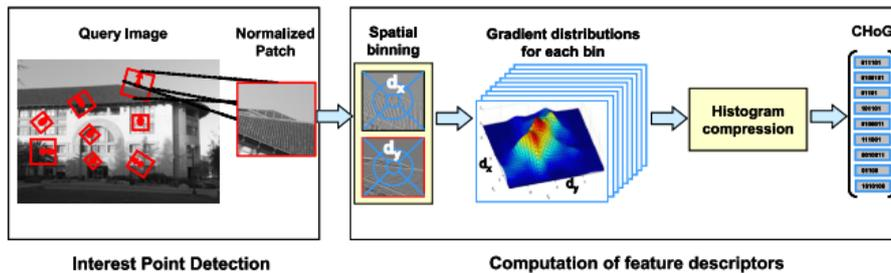 Query Image
Normalized
Patch
Spatial
binning
dx
dy
Gradient distributions
for each bin
dx
dy
Histogram
compression
CHoG
011101
0100101
01101
101101
0100011
111001
0010011
01100
1010100
Interest Point Detection
Computation of feature descriptors